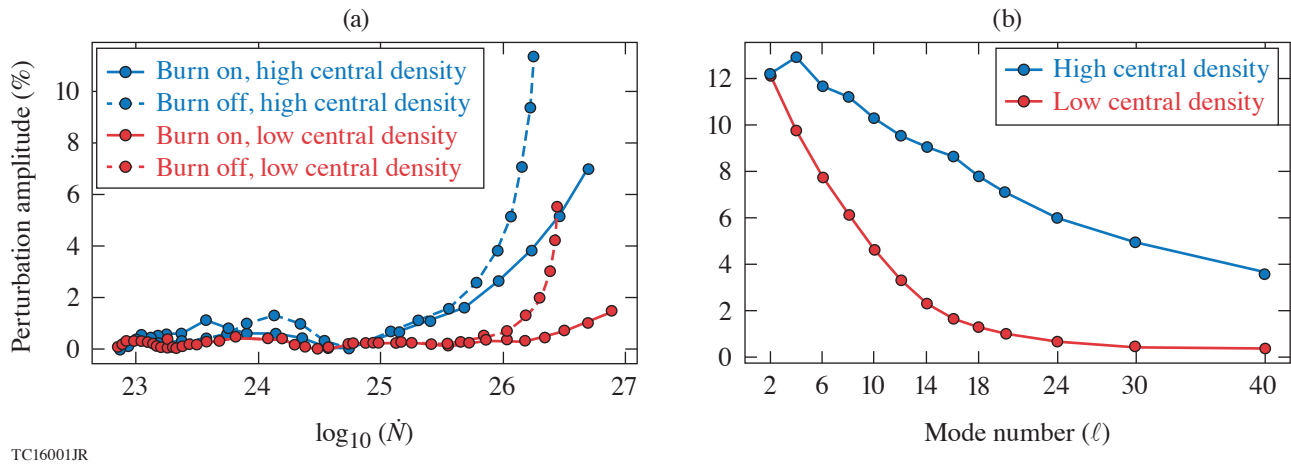 (a)
Perturbation amplitude (%)
10
8
6
4
2
0
Burn on, high central density
Burn off, high central density
Burn on, low central density
Burn off, low central density
23 24 25 26 27
log10 (Ṅ)
(b)
12
10
8
6
4
2
0
High central density
Low central density
2 6 10 14 18 24 30 40
Mode number (ℓ)
TC16001JR